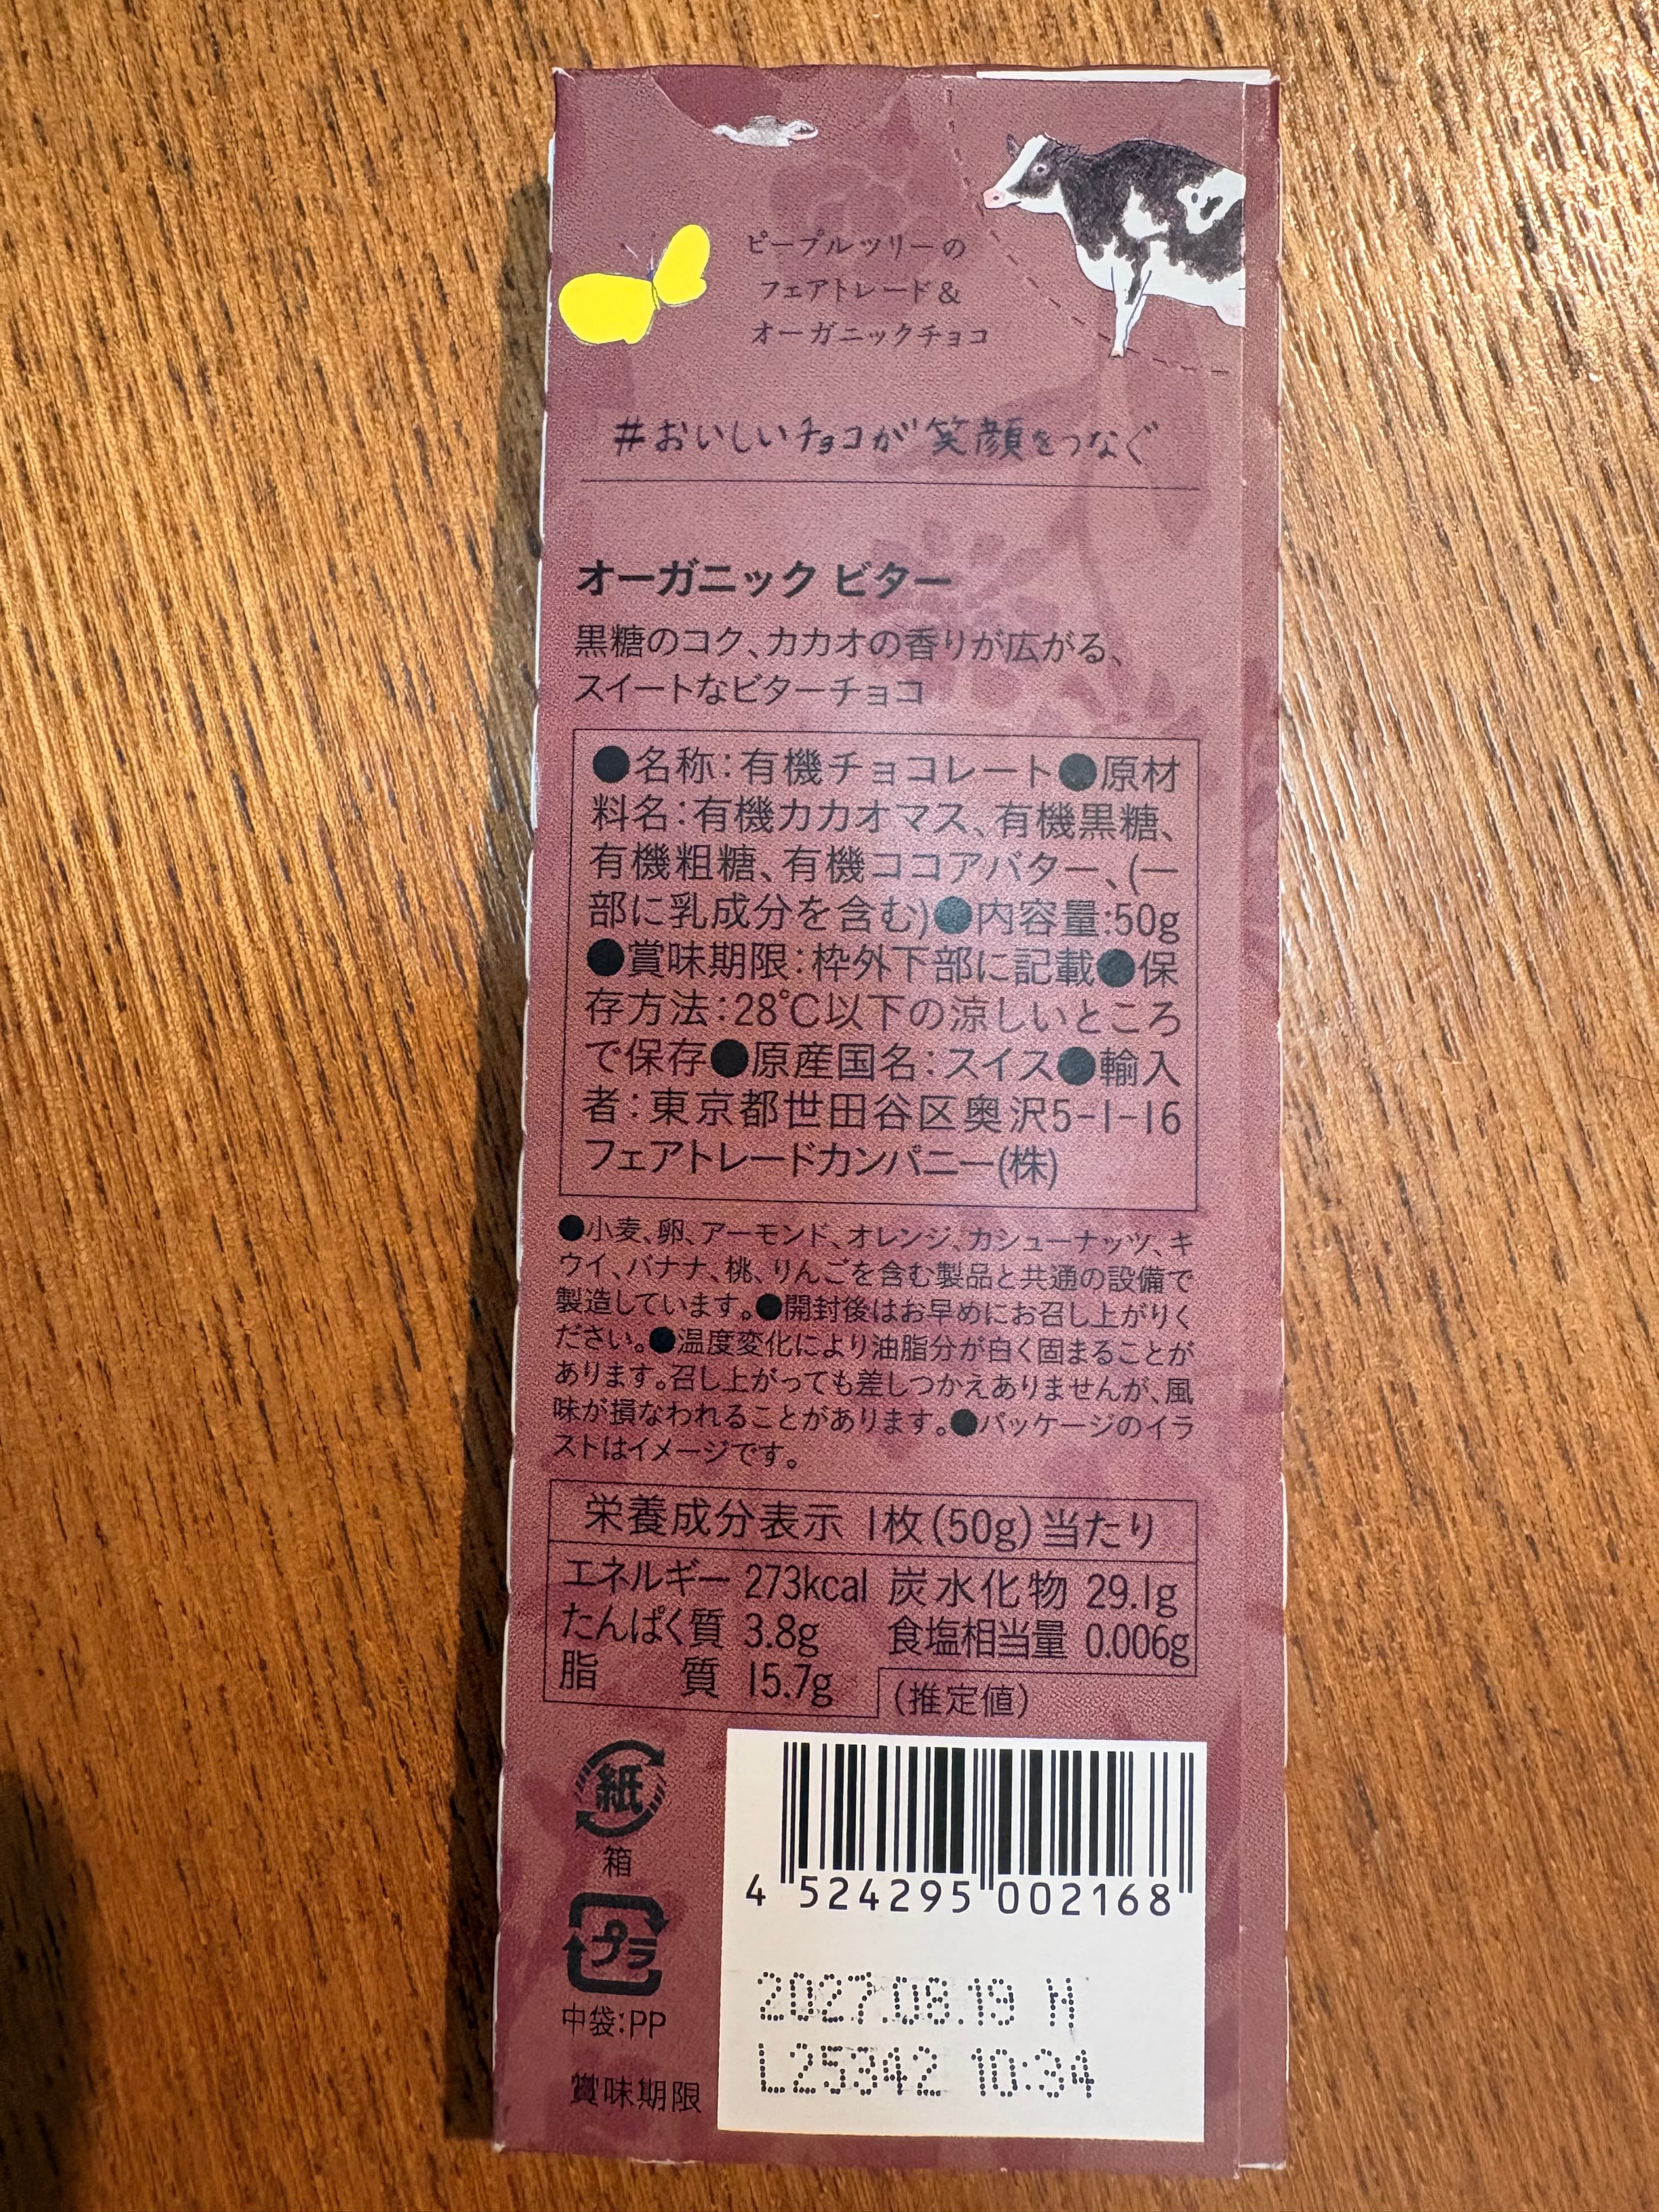 ピープルツリーの
フェアトレード&
オーガニックチョコ
#おいしいチョコが笑顔をつなぐ
オーガニック ビター
黒糖のコク、カカオの香りが広がる、
スイートなビターチョコ
●名称:有機チョコレート●原材
料名:有機カカオマス、有機黒糖、
有機粗糖、有機ココアバター、(一
部に乳成分を含む)●内容量:50g
●賞味期限:枠外下部に記載●保
存方法:28℃以下の涼しいところ
で保存●原産国名:スイス●輸入
者:東京都世田谷区奥沢5-1-16
フェアトレードカンパニー(株)
●小麦、卵、アーモンド、オレンジ、カシューナッツ、キ
ウイ、バナナ、桃、りんごを含む製品と共通の設備で
製造しています。●開封後はお早めにお召し上がりく
ださい。●温度変化により油脂分が白く固まることが
あります。召し上がっても差しつかえありませんが、風
味が損なわれることがあります。●パッケージのイラ
ストはイメージです。
栄養成分表示 1枚(50g)当たり
エネルギー 273kcal 炭水化物 29.1g
たんぱく質 3.8g 食塩相当量 0.006g
脂 質 15.7g (推定値)
紙
箱
プラ
中袋:PP
賞味期限
4 524295 002168
2027.08.19 M
L25342 10:34